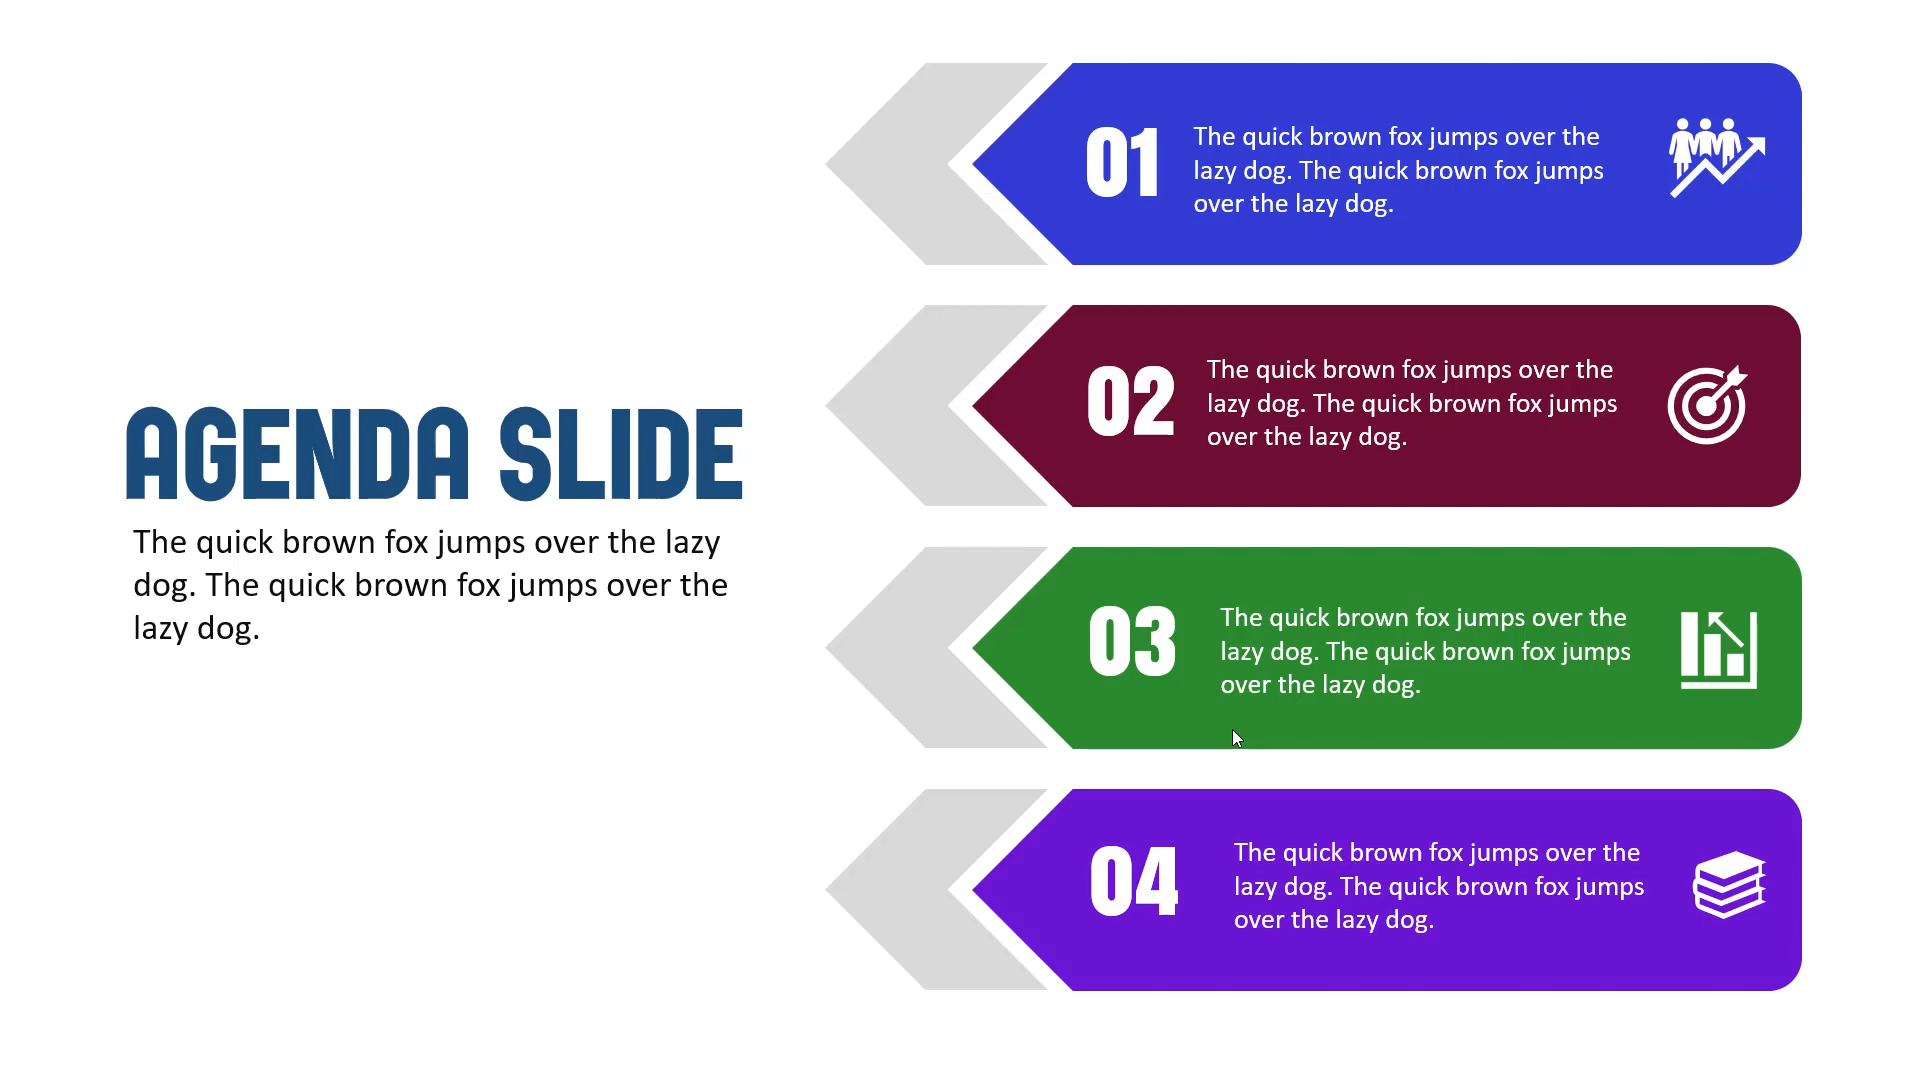 AGENDA SLIDE
The quick brown fox jumps over the lazy
dog. The quick brown fox jumps over the
lazy dog.
01
The quick brown fox jumps over the
lazy dog. The quick brown fox jumps
over the lazy dog.
02
The quick brown fox jumps over the
lazy dog. The quick brown fox jumps
over the lazy dog.
03
The quick brown fox jumps over the
lazy dog. The quick brown fox jumps
over the lazy dog.
04
The quick brown fox jumps over the
lazy dog. The quick brown fox jumps
over the lazy dog.